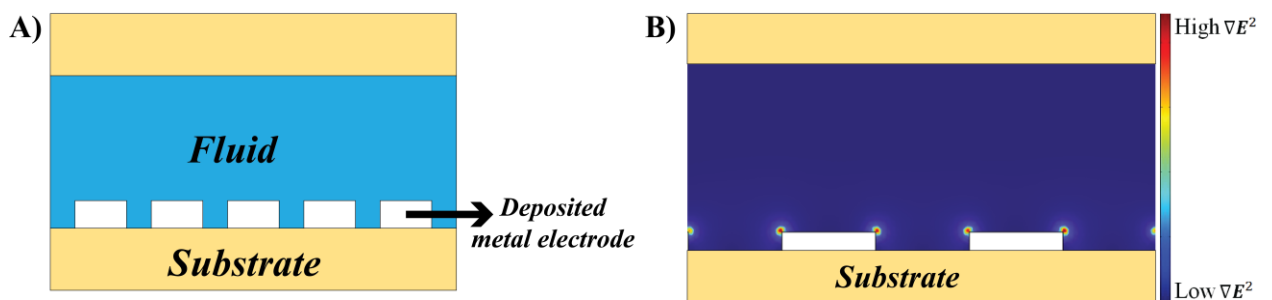 A)
Fluid
Deposited
metal electrode
Substrate
B)
High ∇E²
Substrate
Low ∇E²